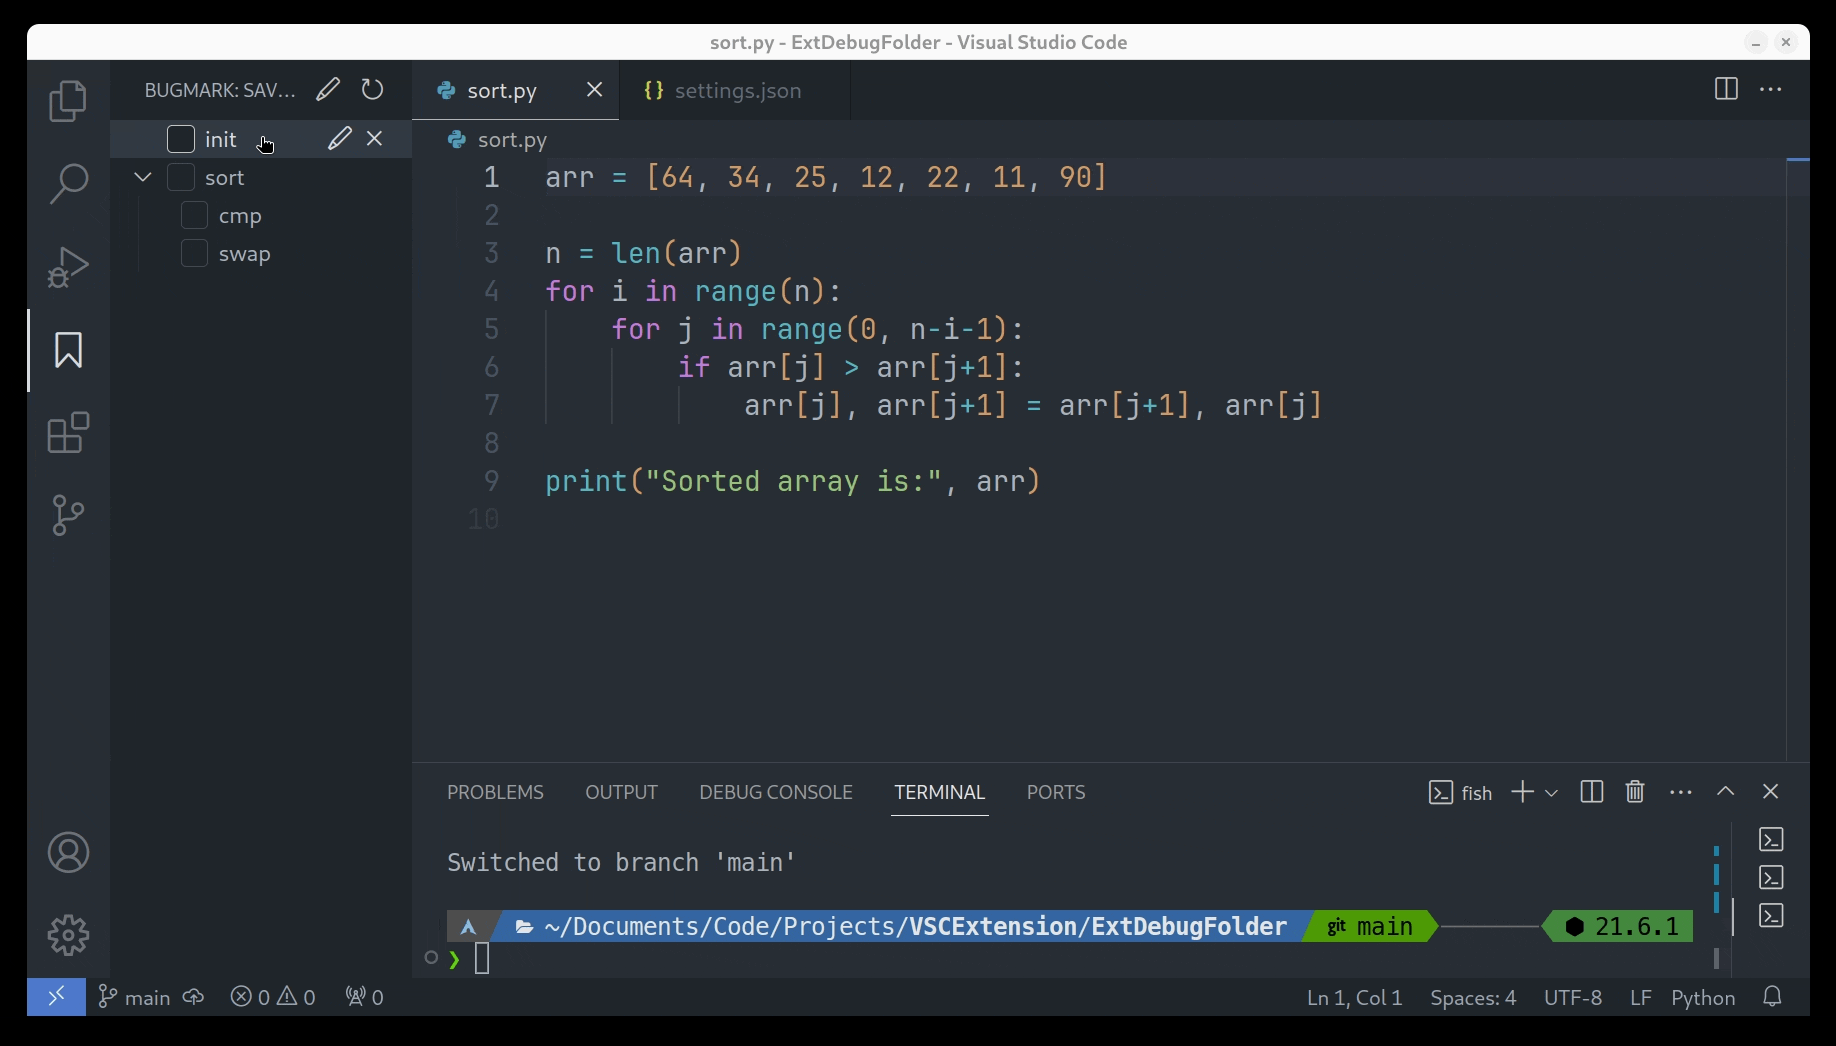 sort.py - ExtDebugFolder - Visual Studio Code
BUGMARK: SAV...
init
sort
cmp
swap
sort.py
{} settings.json
sort.py
1 arr = [64, 34, 25, 12, 22, 11, 90]
2
3 n = len(arr)
4 for i in range(n):
5 for j in range(0, n-i-1):
6 if arr[j] > arr[j+1]:
7 arr[j], arr[j+1] = arr[j+1], arr[j]
8
9 print("Sorted array is:", arr)
10
PROBLEMS OUTPUT DEBUG CONSOLE TERMINAL PORTS
fish
Switched to branch 'main'
~/Documents/Code/Projects/VSCExtension/ExtDebugFolder git main 21.6.1
❯
main 0 0 0
Ln 1, Col 1 Spaces: 4 UTF-8 LF Python